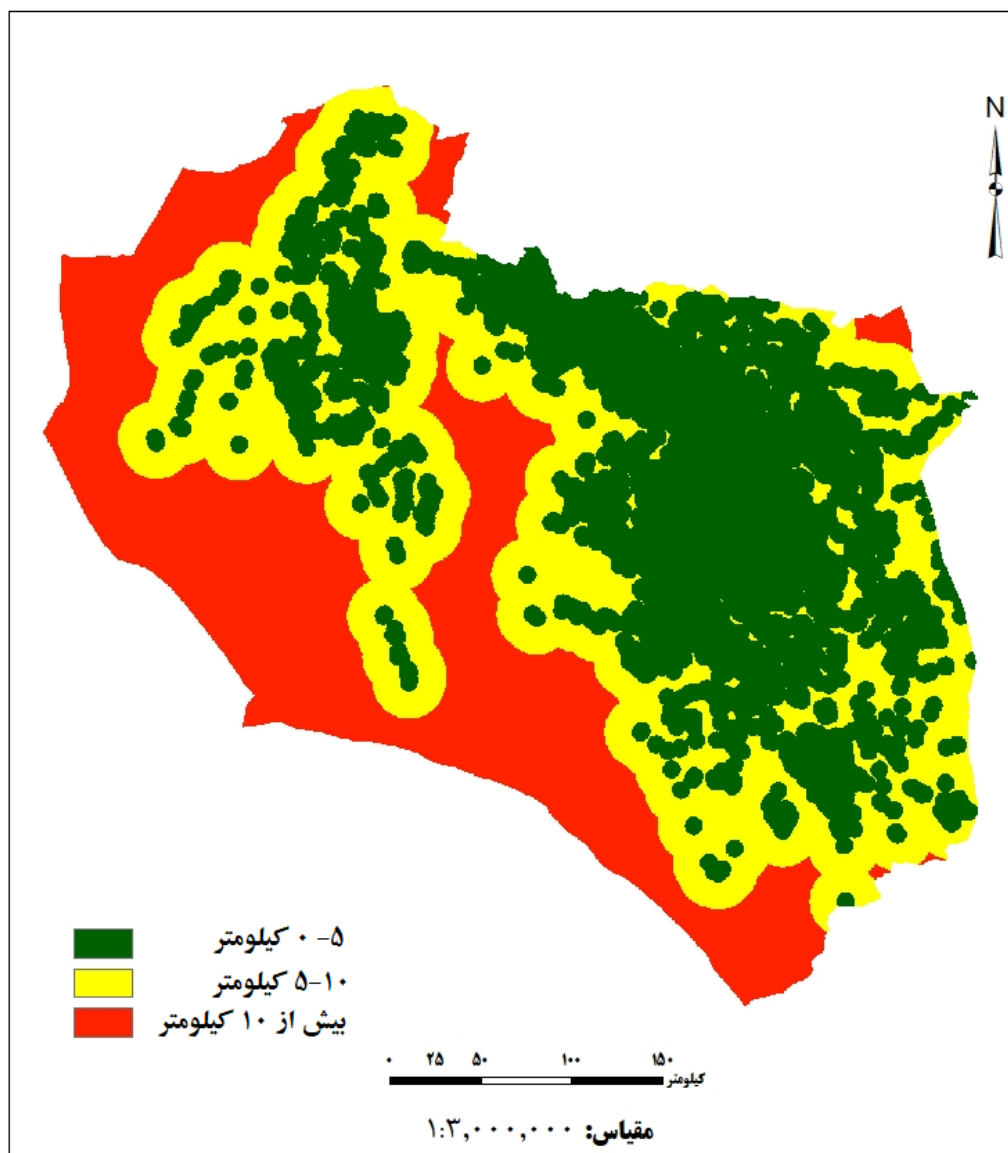 N
۰-۵ کیلومتر
۵-۱۰ کیلومتر
بیش از ۱۰ کیلومتر
۰ ۲۵ ۵۰ ۱۰۰ ۱۵۰
کیلومتر
مقیاس: ۱:۳,۰۰۰,۰۰۰